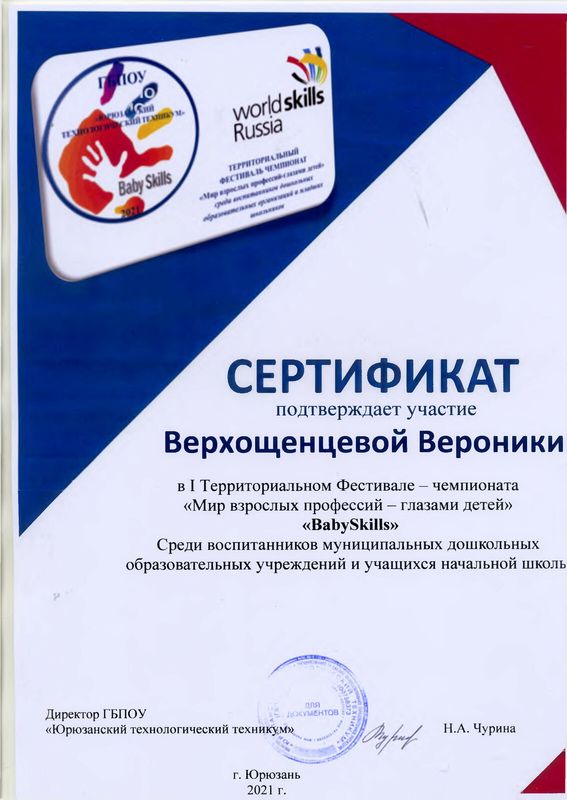 ГБПОУ
«ЮРЮЗАНСКИЙ
ТЕХНОЛОГИЧЕСКИЙ ТЕХНИКУМ»
Baby Skills
2021
worldskills
Russia
ТЕРРИТОРИАЛЬНЫЙ
ФЕСТИВАЛЬ ЧЕМПИОНАТ
«Мир взрослых профессий-глазами детей»
среди воспитанников дошкольных
образовательных организаций и младших
школьников
СЕРТИФИКАТ
подтверждает участие
Верхощенцевой Вероники
в I Территориальном Фестивале – чемпионата
«Мир взрослых профессий – глазами детей»
«BabySkills»
Среди воспитанников муниципальных дошкольных
образовательных учреждений и учащихся начальной школь
ДЛЯ
ДОКУМЕНТОВ
Директор ГБПОУ
«Юрюзанский технологический техникум»
Н.А. Чурина
г. Юрюзань
2021 г.